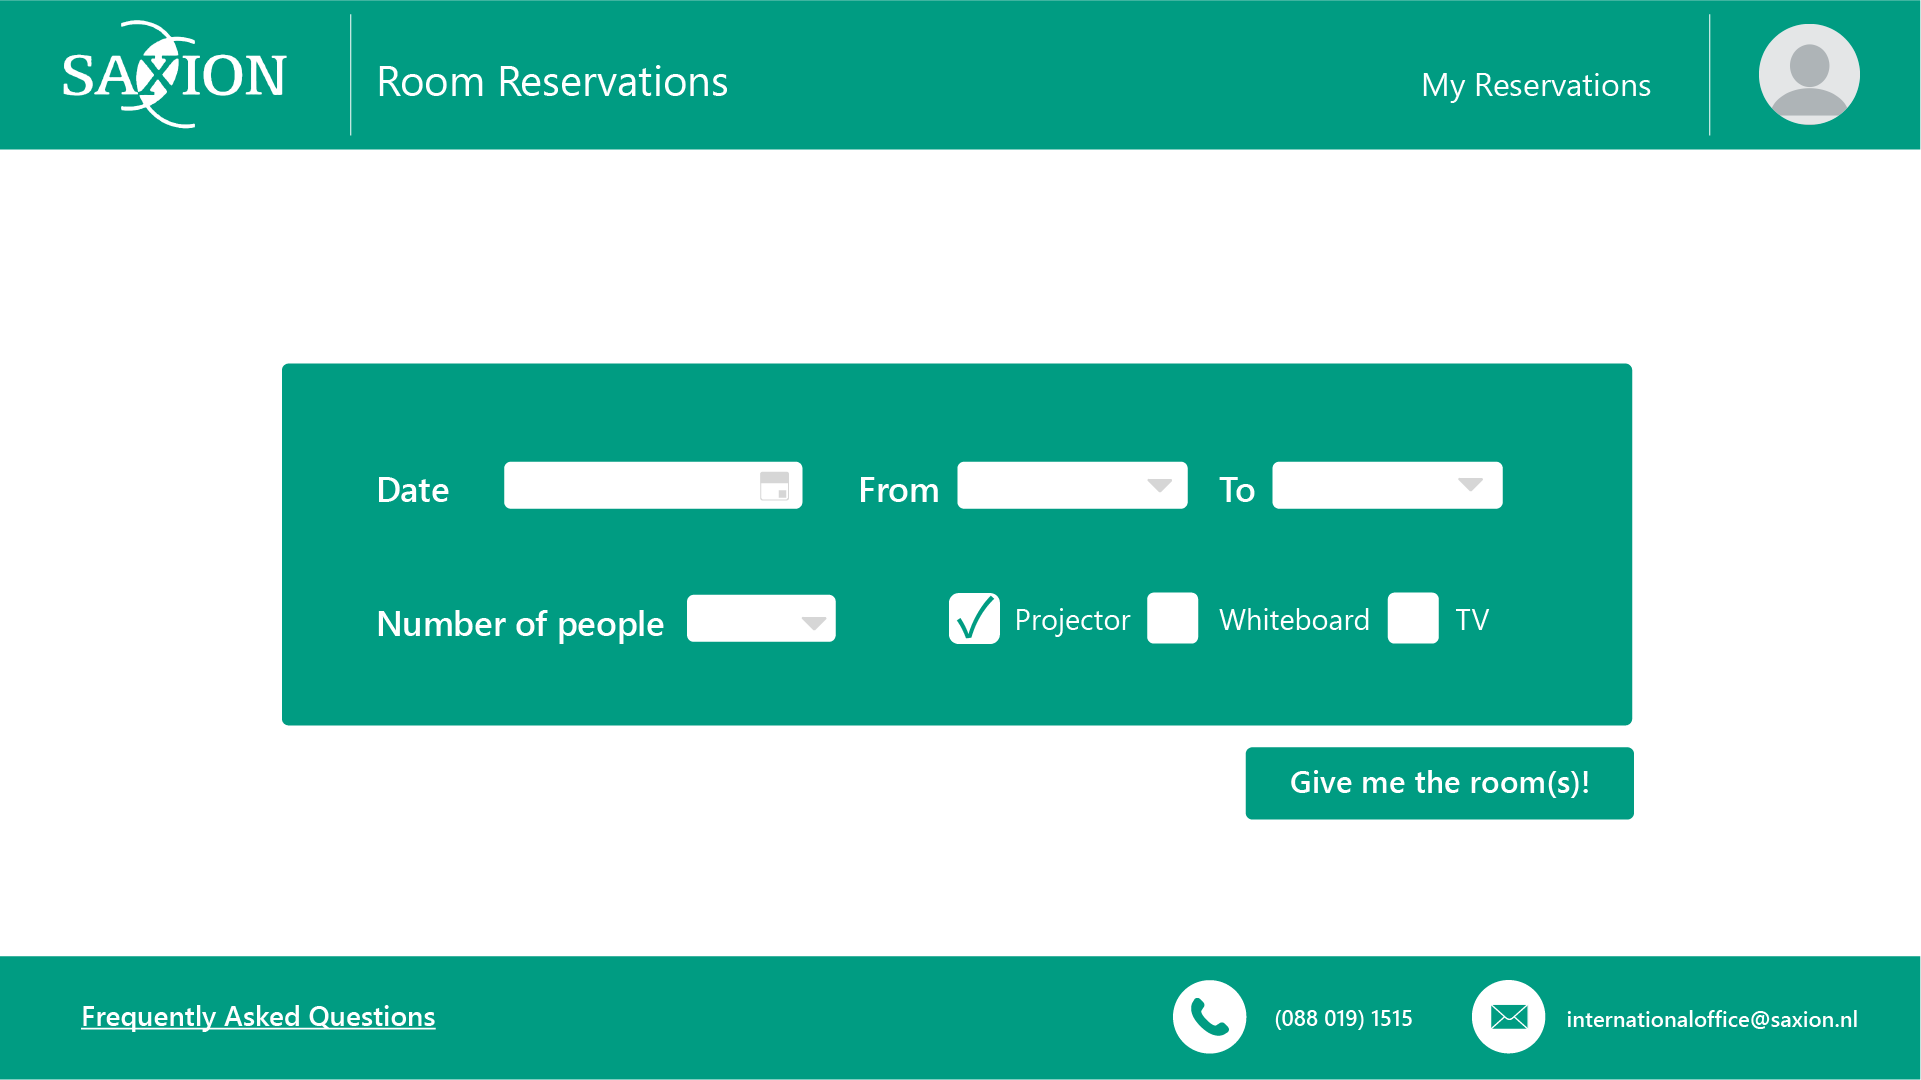 SAXION
Room Reservations
My Reservations
Date
From
To
Number of people
Projector
Whiteboard
TV
Give me the room(s)!
Frequently Asked Questions
(088 019) 1515
internationaloffice@saxion.nl